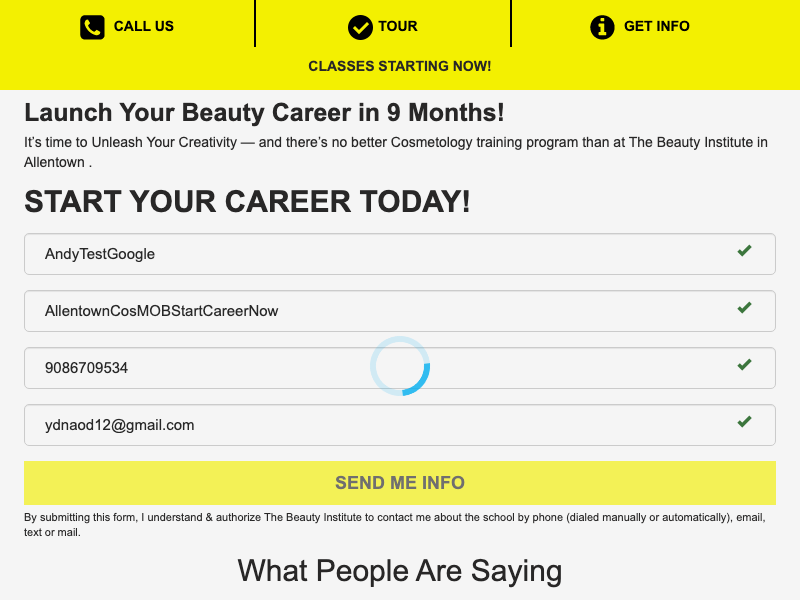 CALL US
TOUR
GET INFO
CLASSES STARTING NOW!
Launch Your Beauty Career in 9 Months!
It's time to Unleash Your Creativity — and there's no better Cosmetology training program than at The Beauty Institute in
Allentown .
START YOUR CAREER TODAY!
AndyTestGoogle
AllentownCosMOBStartCareerNow
9086709534
ydnaod12@gmail.com
SEND ME INFO
By submitting this form, I understand & authorize The Beauty Institute to contact me about the school by phone (dialed manually or automatically), email,
text or mail.
What People Are Saying